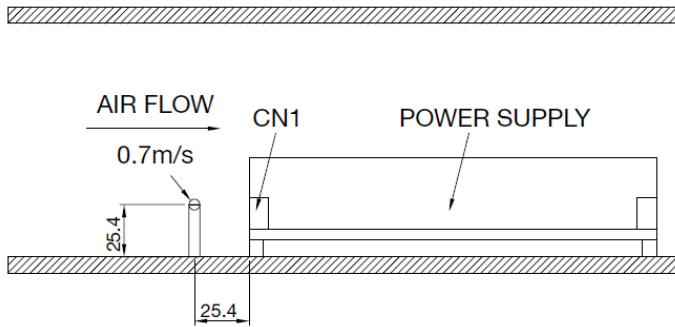 AIR FLOW
CN1
POWER SUPPLY
0.7m/s
25.4
25.4